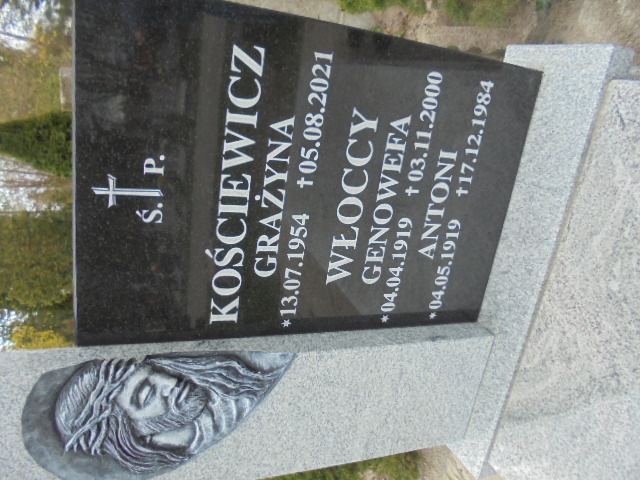 Ś. P.
KOŚCIEWICZ
GRAŻYNA
*13.07.1954 †05.08.2021
WŁOCCY
GENOWEFA
*04.04.1919 †03.11.2000
ANTONI
*04.05.1919 †17.12.1984